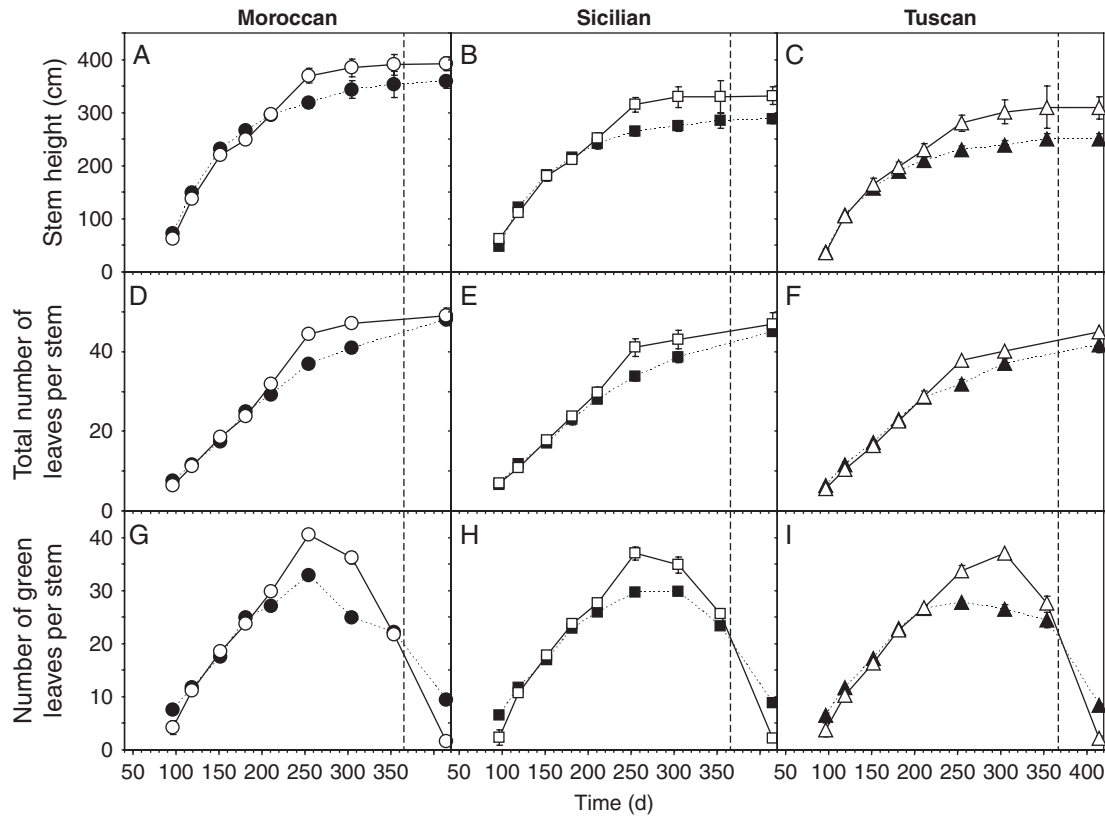 Moroccan Sicilian Tuscan
A B C
Stem height (cm)
400
300
200
100
0
D E F
Total number of
leaves per stem
40
20
0
G H I
Number of green
leaves per stem
40
30
20
10
0
50 100 150 200 250 300 350 50 100 150 200 250 300 350 50 100 150 200 250 300 350 400
Time (d)